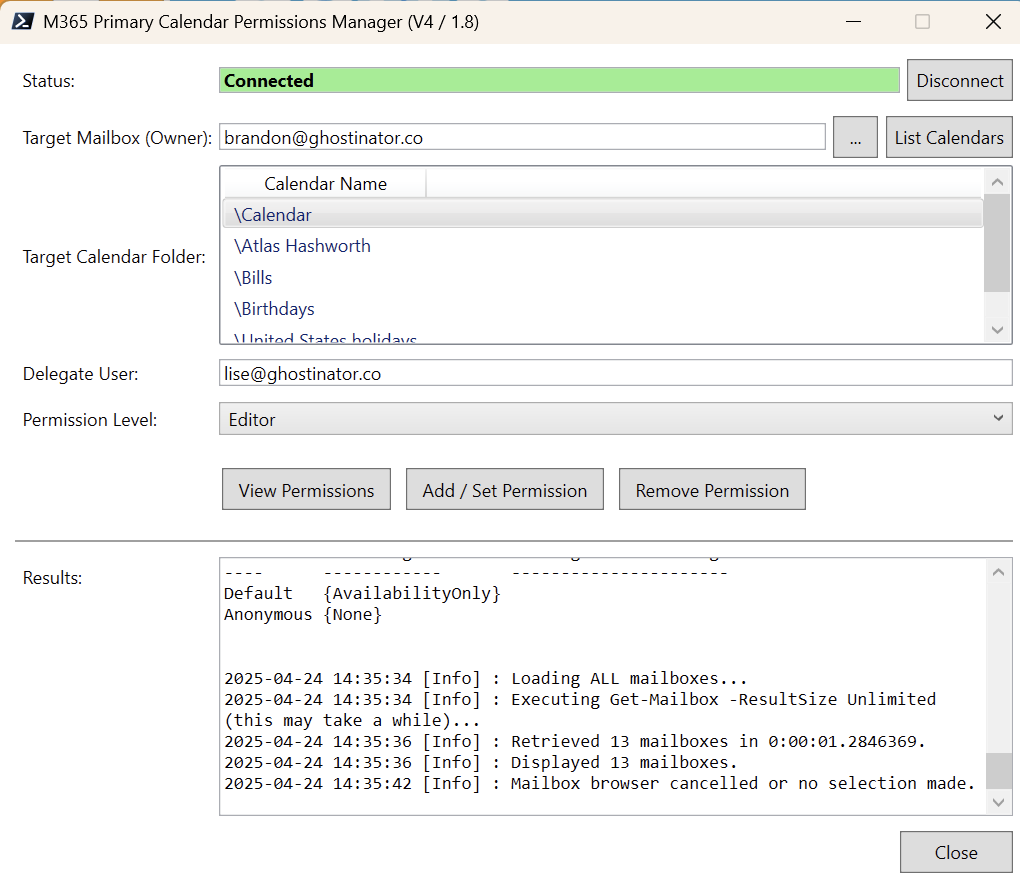 M365 Primary Calendar Permissions Manager (V4 / 1.8)
Status:
Connected
Disconnect
Target Mailbox (Owner):
brandon@ghostinator.co
...
List Calendars
Target Calendar Folder:
Calendar Name
\Calendar
\Atlas Hashworth
\Bills
\Birthdays
\United States holidays
Delegate User:
lise@ghostinator.co
Permission Level:
Editor
View Permissions
Add / Set Permission
Remove Permission
Results:
---- ------------ ----------------------
Default {AvailabilityOnly}
Anonymous {None}
2025-04-24 14:35:34 [Info] : Loading ALL mailboxes...
2025-04-24 14:35:34 [Info] : Executing Get-Mailbox -ResultSize Unlimited
(this may take a while)...
2025-04-24 14:35:36 [Info] : Retrieved 13 mailboxes in 0:00:01.2846369.
2025-04-24 14:35:36 [Info] : Displayed 13 mailboxes.
2025-04-24 14:35:42 [Info] : Mailbox browser cancelled or no selection made.
Close